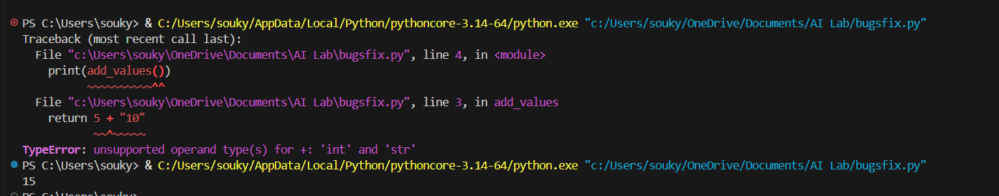 PS C:\Users\souky> & C:/Users/souky/AppData/Local/Python/pythoncore-3.14-64/python.exe "c:/Users/souky/OneDrive/Documents/AI Lab/bugsfix.py"
Traceback (most recent call last):
  File "c:\Users\souky\OneDrive\Documents\AI Lab\bugsfix.py", line 4, in <module>
    print(add_values())
          ~~~~~~~~~~^^
  File "c:\Users\souky\OneDrive\Documents\AI Lab\bugsfix.py", line 3, in add_values
    return 5 + "10"
           ~~^~~~~~
TypeError: unsupported operand type(s) for +: 'int' and 'str'
PS C:\Users\souky> & C:/Users/souky/AppData/Local/Python/pythoncore-3.14-64/python.exe "c:/Users/souky/OneDrive/Documents/AI Lab/bugsfix.py"
15
PS C:\Users\souky>